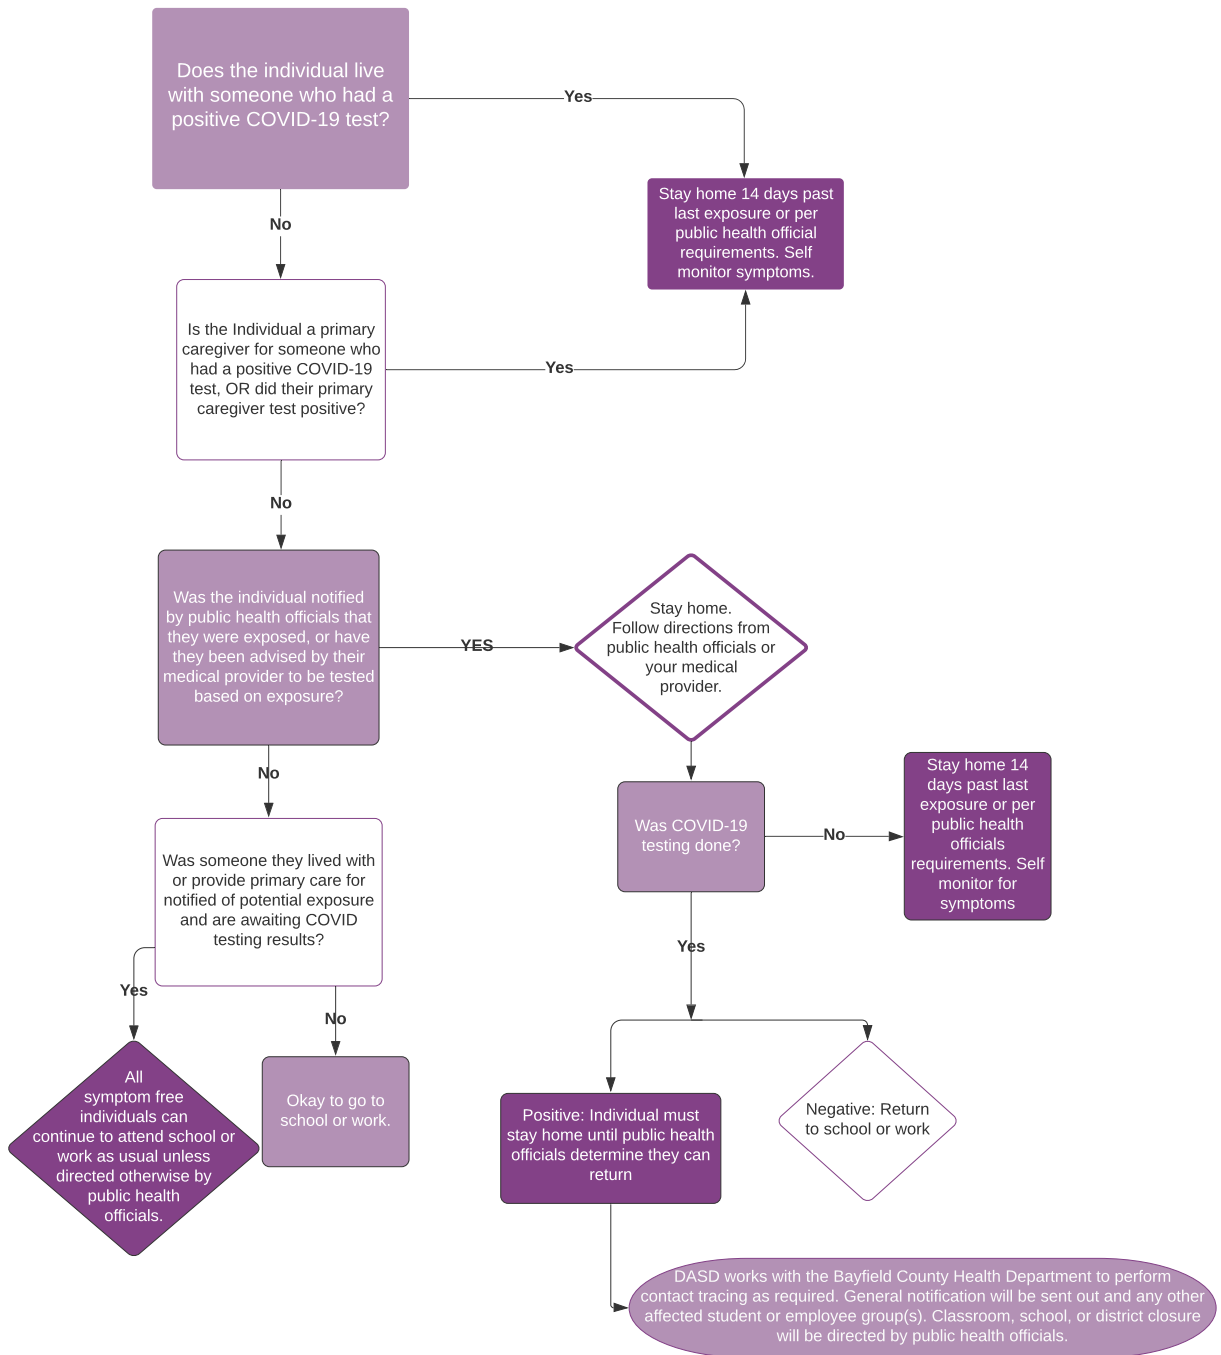 Does the individual live
with someone who had a
positive COVID-19 test?
Yes
Stay home 14 days past
last exposure or per
public health official
requirements. Self
monitor symptoms.
No
Is the Individual a primary
caregiver for someone who
had a positive COVID-19
test, OR did their primary
caregiver test positive?
Yes
No
Was the individual notified
by public health officials that
they were exposed, or have
they been advised by their
medical provider to be tested
based on exposure?
YES
Stay home.
Follow directions from
public health officials or
your medical
provider.
No
Was COVID-19
testing done?
No
Stay home 14
days past last
exposure or per
public health
officials
requirements. Self
monitor for
symptoms
Was someone they lived with
or provide primary care for
notified of potential exposure
and are awaiting COVID
testing results?
Yes
Yes
No
All
symptom free
individuals can
continue to attend school or
work as usual unless
directed otherwise by
public health
officials.
Okay to go to
school or work.
Positive: Individual must
stay home until public health
officials determine they can
return
Negative: Return
to school or work
DASD works with the Bayfield County Health Department to perform
contact tracing as required. General notification will be sent out and any other
affected student or employee group(s). Classroom, school, or district closure
will be directed by public health officials.